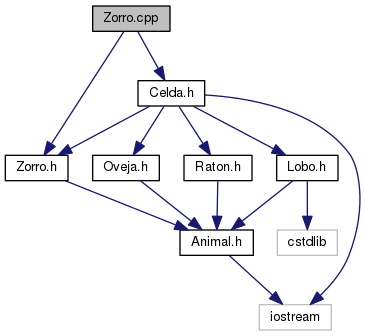 Zorro.cpp
Celda.h
Zorro.h
Oveja.h
Raton.h
Lobo.h
Animal.h
cstdlib
iostream